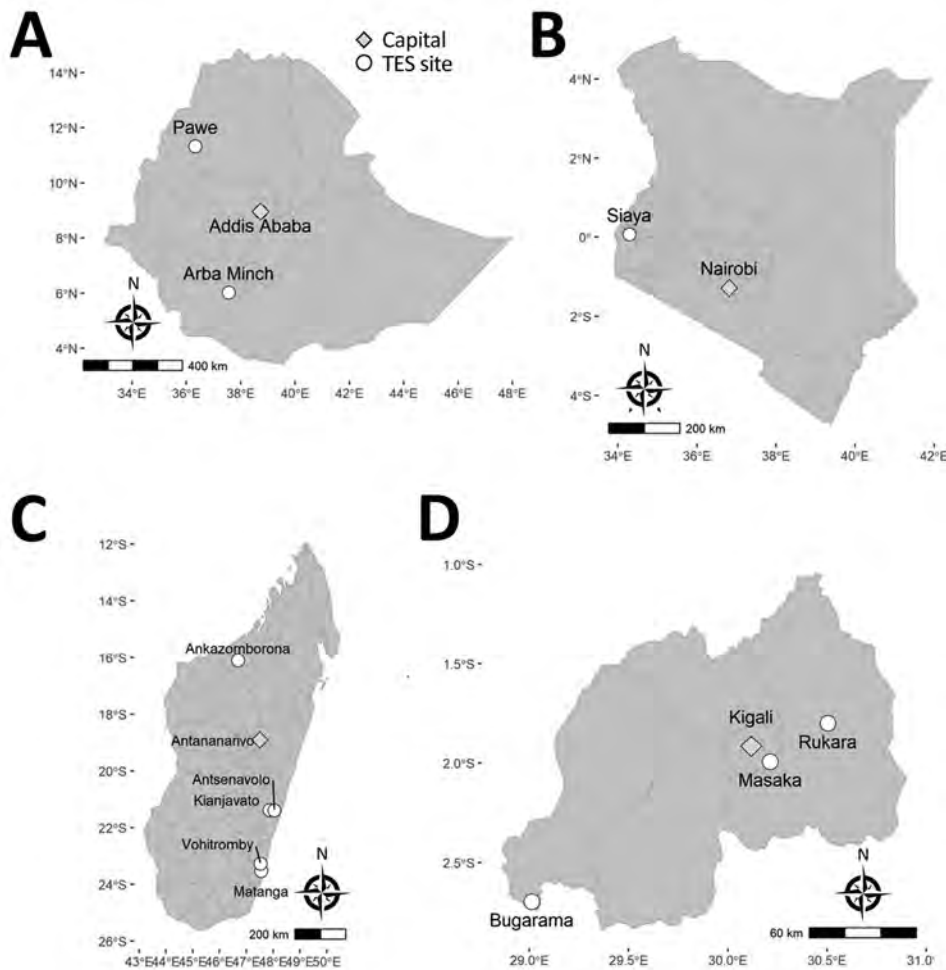 A
Capital
TES site
14°N
12°N
10°N
8°N
6°N
4°N
Pawe
Addis Ababa
Arba Minch
N
400 km
34°E 36°E 38°E 40°E 42°E 44°E 46°E 48°E
B
4°N
2°N
0°
2°S
4°S
Siaya
Nairobi
N
200 km
34°E 36°E 38°E 40°E 42°E
C
12°S
14°S
16°S
18°S
20°S
22°S
24°S
26°S
Ankazomborona
Antananarivo
Antsenavolo
Kianjavato
Vohitromby
Matanga
N
200 km
43°E 44°E 45°E 46°E 47°E 48°E 49°E 50°E
D
1.0°S
1.5°S
2.0°S
2.5°S
Kigali
Rukara
Masaka
Bugarama
N
60 km
29.0°E 29.5°E 30.0°E 30.5°E 31.0°E